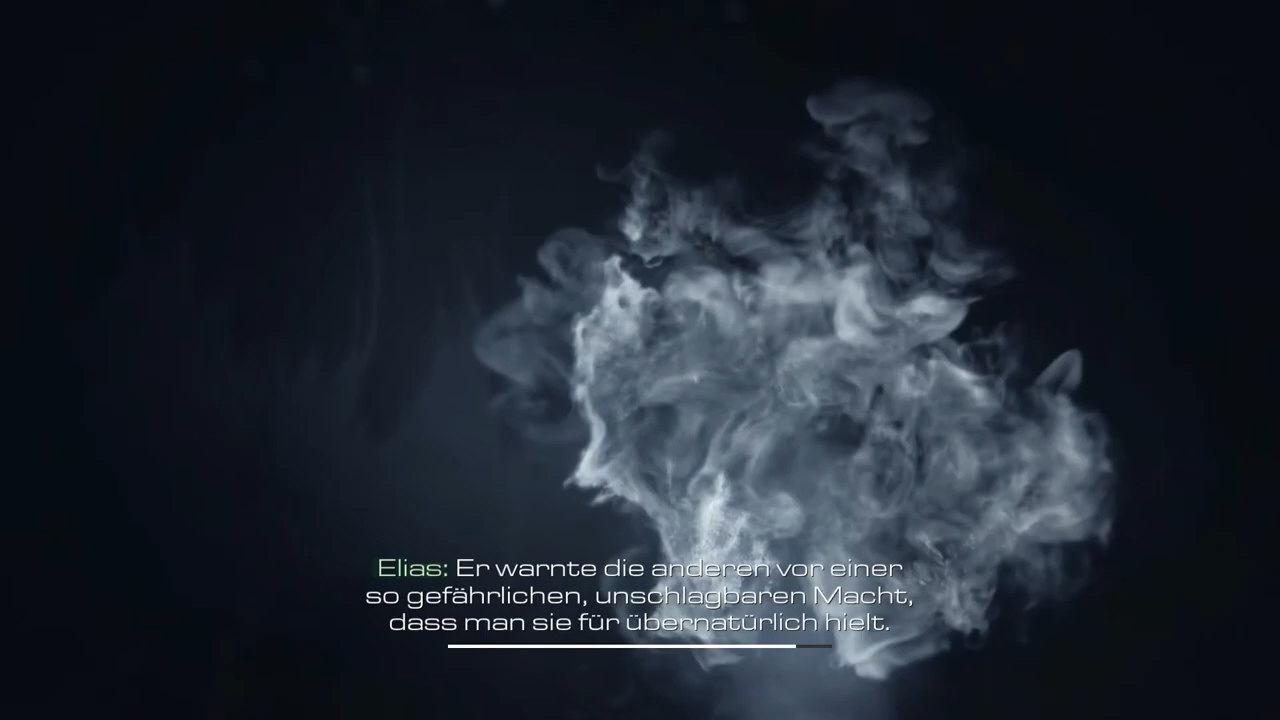 Elias: Er warnte die anderen vor einer
so gefährlichen, unschlagbaren Macht,
dass man sie für übernatürlich hielt.